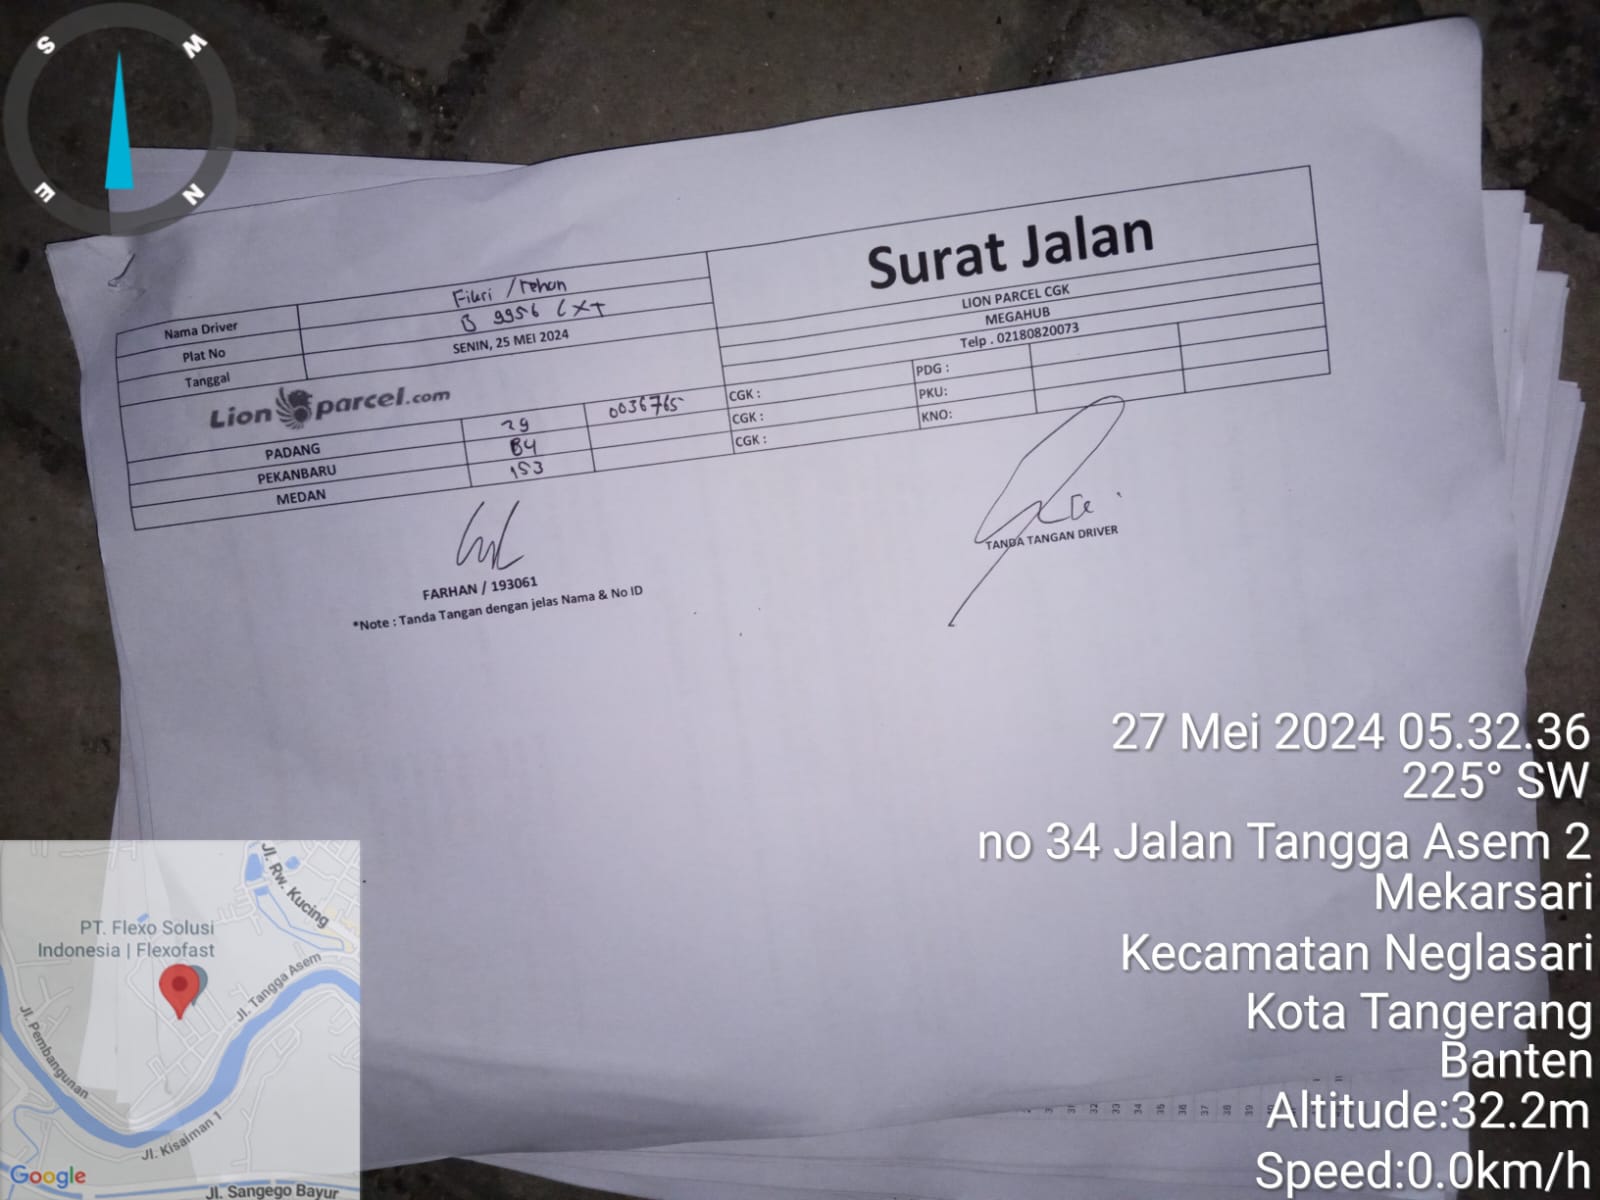 S W E N
Surat Jalan
LION PARCEL CGK
MEGAHUB
Telp . 02180820073
Nama Driver Fikri / rehan
Plat No B 9956 CXT
Tanggal SENIN, 25 MEI 2024
Lion parcel.com
PADANG 29 0036765 CGK : PDG :
PEKANBARU 84 CGK : PKU:
MEDAN 153 CGK : KNO:
FARHAN / 193061
*Note : Tanda Tangan dengan jelas Nama & No ID
TANDA TANGAN DRIVER
27 Mei 2024 05.32.36
225° SW
no 34 Jalan Tangga Asem 2
Mekarsari
Kecamatan Neglasari
Kota Tangerang
Banten
Altitude:32.2m
Speed:0.0km/h
Jl. Rw. Kucing
PT. Flexo Solusi
Indonesia | Flexofast
Jl. Tangga Asem
Jl. Pembangunan
Jl. Kisaiman 1
Google
Jl. Sangego Bayur